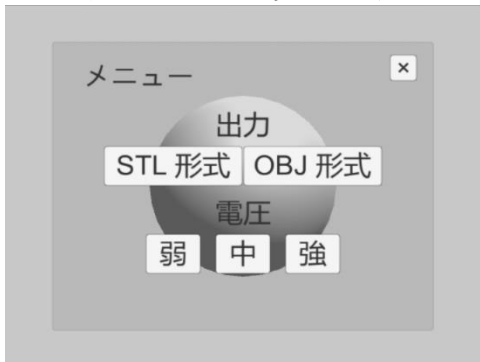 メニュー ×
出力
STL 形式 OBJ 形式
電圧
弱 中 強